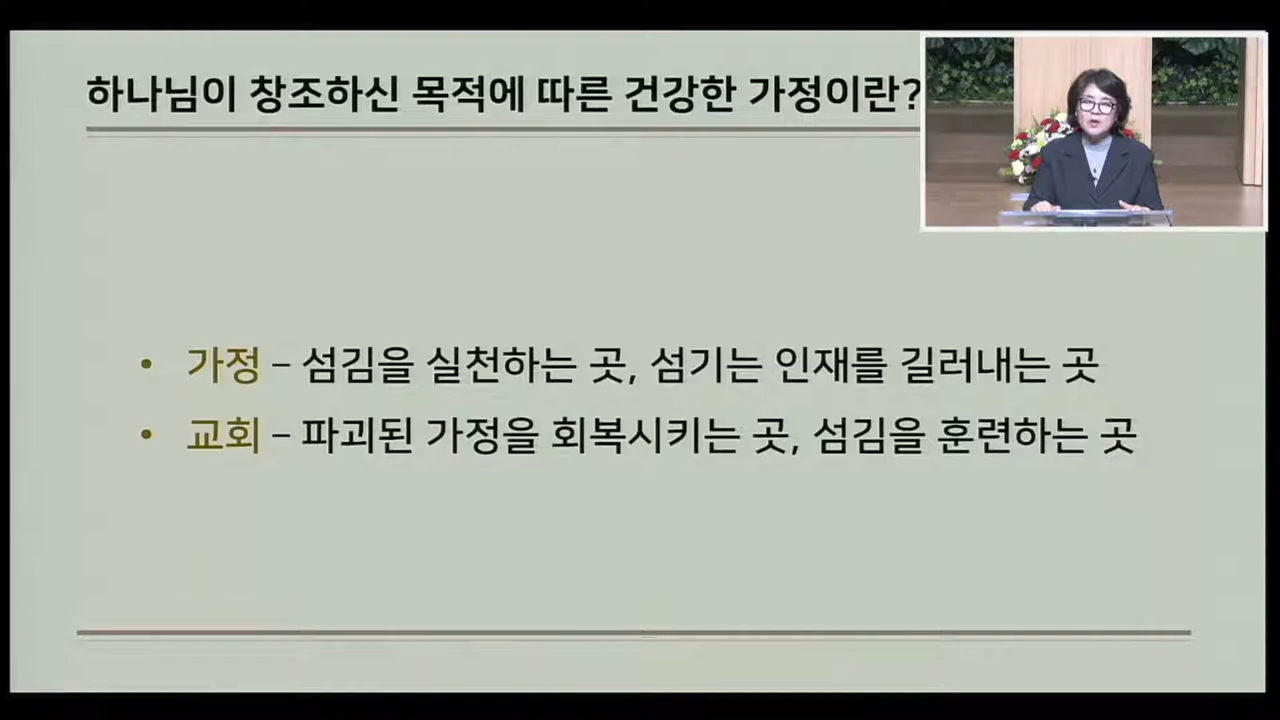 하나님이 창조하신 목적에 따른 건강한 가정이란?
• 가정 – 섬김을 실천하는 곳, 섬기는 인재를 길러내는 곳
• 교회 – 파괴된 가정을 회복시키는 곳, 섬김을 훈련하는 곳